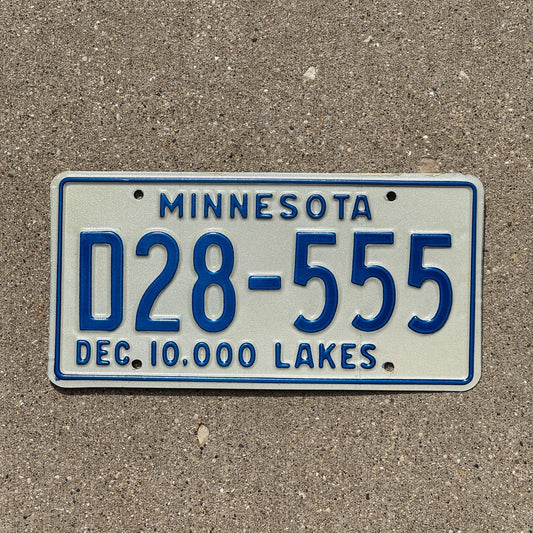 MINNESOTA
D28-555
DEC. 10,000 LAKES